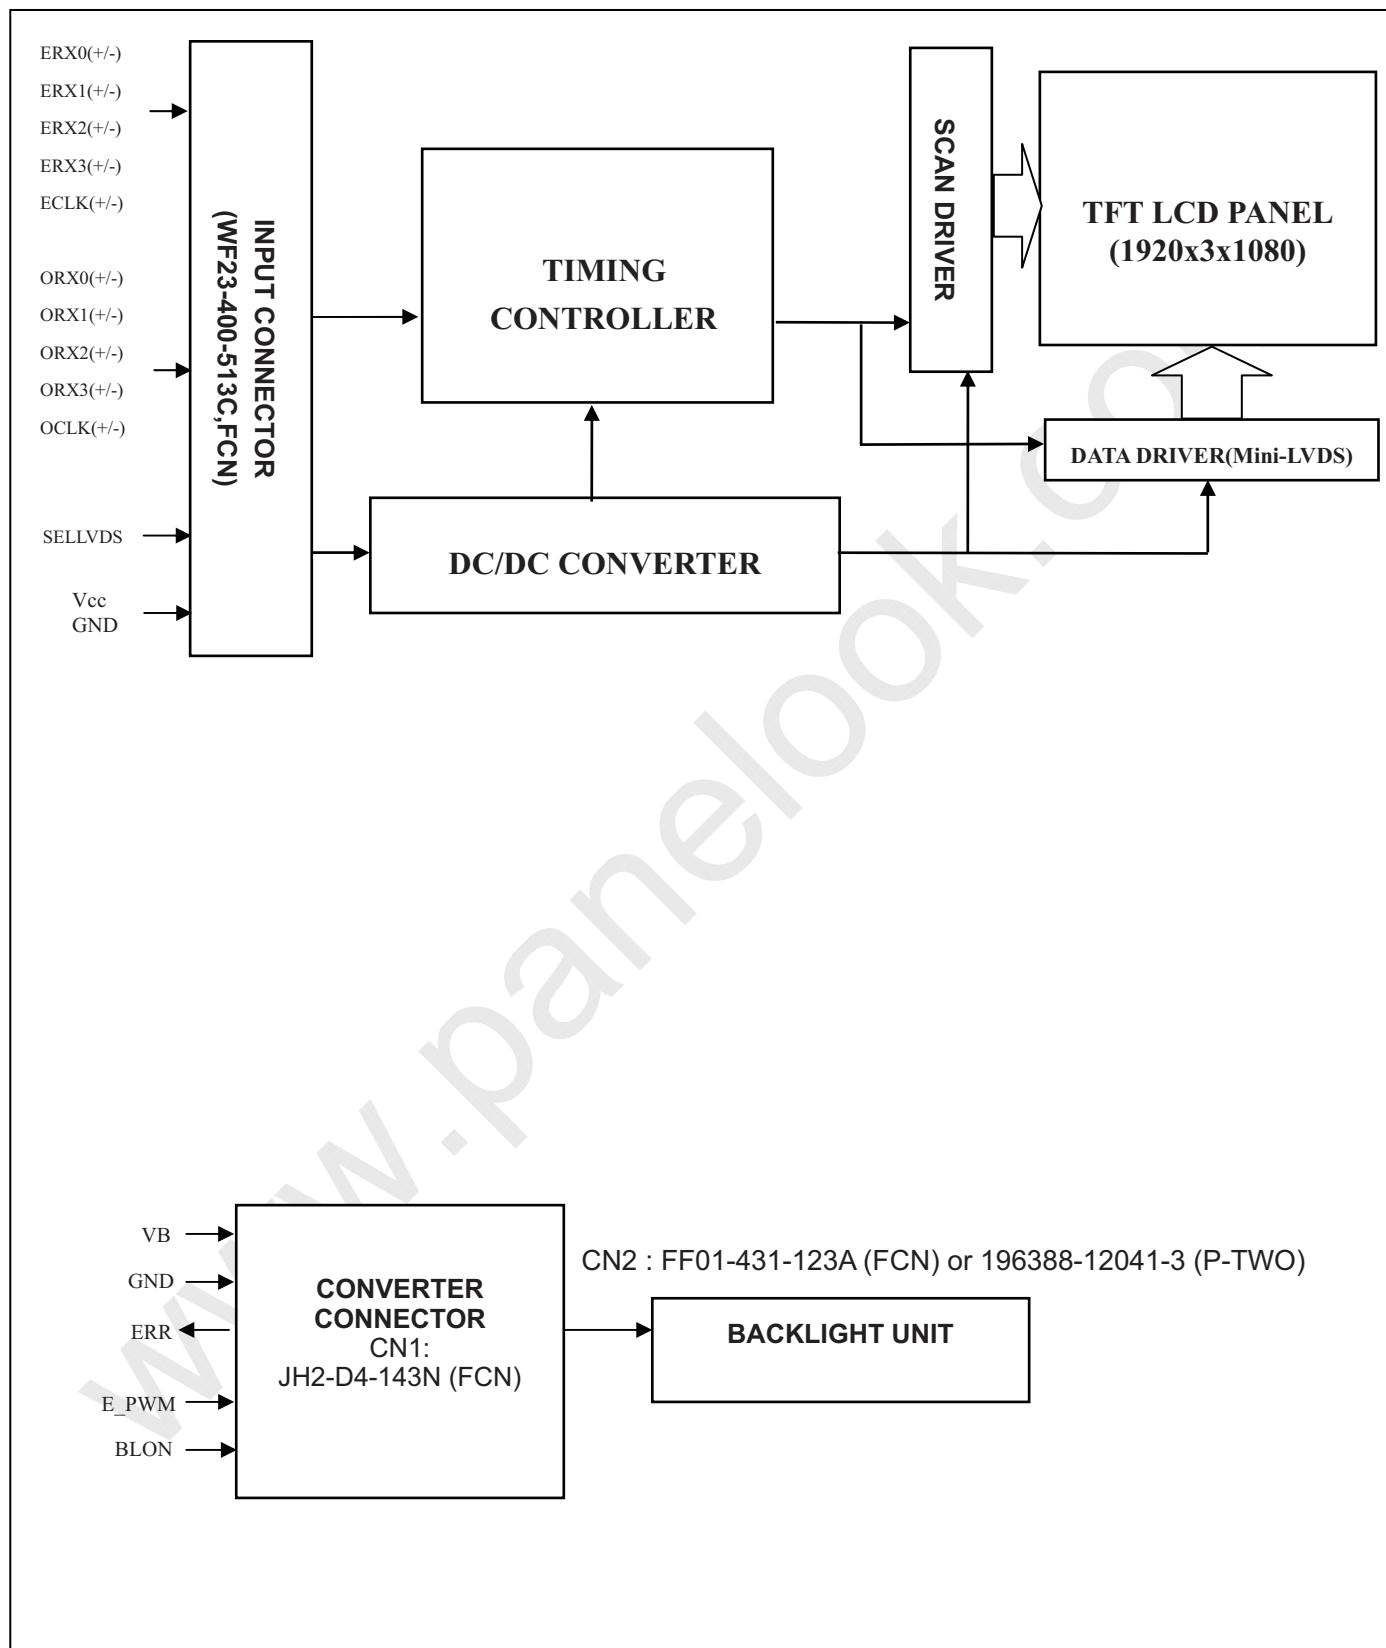 ERX0(+/-)
ERX1(+/-)
ERX2(+/-)
ERX3(+/-)
ECLK(+/-)
ORX0(+/-)
ORX1(+/-)
ORX2(+/-)
ORX3(+/-)
OCLK(+/-)
SELLVDS
Vcc
GND
INPUT CONNECTOR
(WF23-400-513C,FCN)
TIMING
CONTROLLER
DC/DC CONVERTER
SCAN DRIVER
TFT LCD PANEL
(1920x3x1080)
DATA DRIVER(Mini-LVDS)
www.panelook.com
VB
GND
ERR
E_PWM
BLON
CONVERTER
CONNECTOR
CN1:
JH2-D4-143N (FCN)
CN2 : FF01-431-123A (FCN) or 196388-12041-3 (P-TWO)
BACKLIGHT UNIT